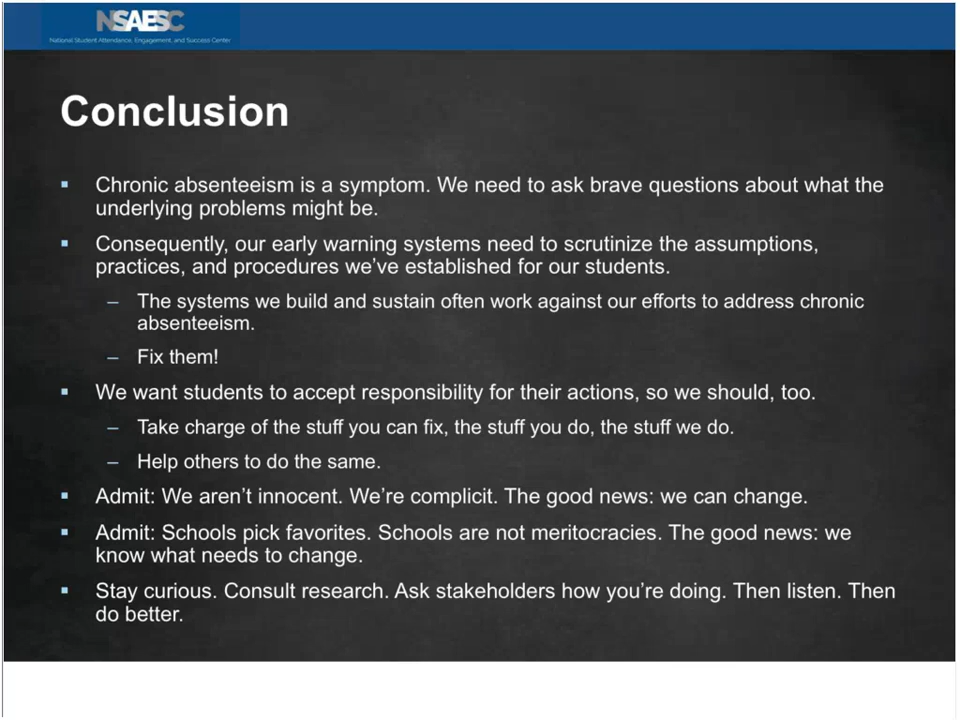 NSAESC
National Student Attendance, Engagement, and Success Center
Conclusion
▪ Chronic absenteeism is a symptom. We need to ask brave questions about what the
underlying problems might be.
▪ Consequently, our early warning systems need to scrutinize the assumptions,
practices, and procedures we’ve established for our students.
– The systems we build and sustain often work against our efforts to address chronic
absenteeism.
– Fix them!
▪ We want students to accept responsibility for their actions, so we should, too.
– Take charge of the stuff you can fix, the stuff you do, the stuff we do.
– Help others to do the same.
▪ Admit: We aren’t innocent. We’re complicit. The good news: we can change.
▪ Admit: Schools pick favorites. Schools are not meritocracies. The good news: we
know what needs to change.
▪ Stay curious. Consult research. Ask stakeholders how you’re doing. Then listen. Then
do better.